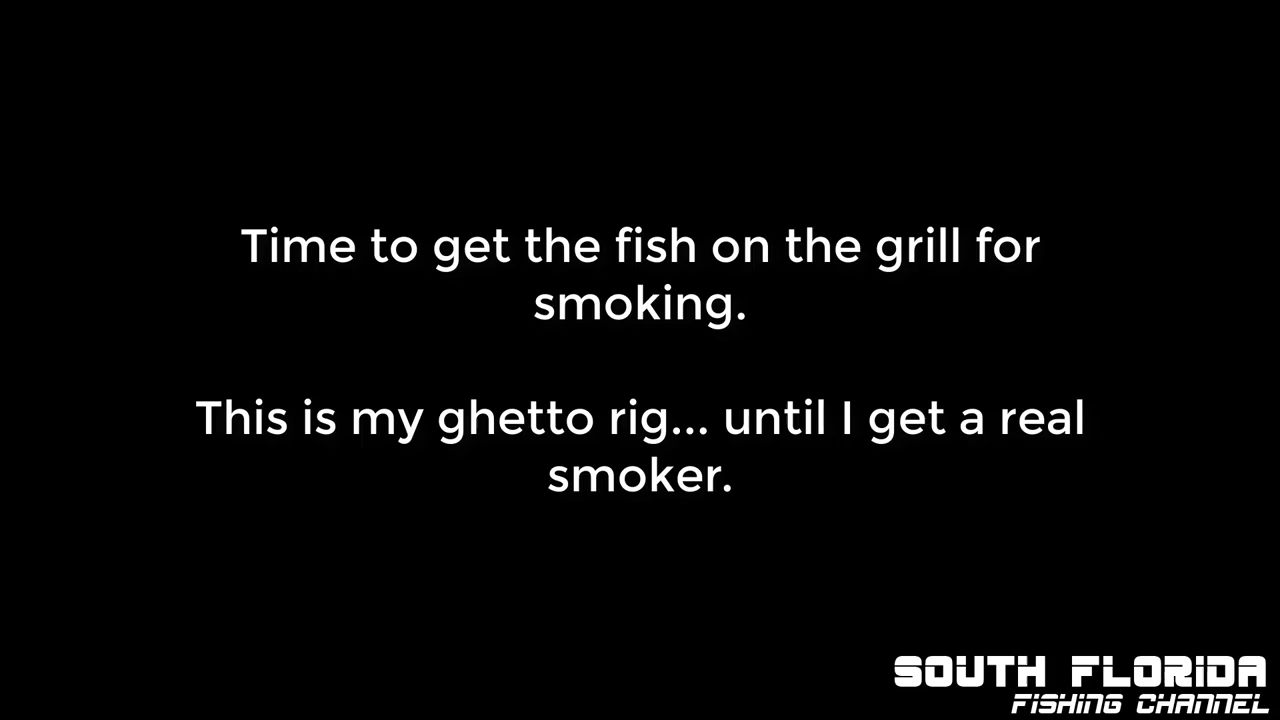 Time to get the fish on the grill for
smoking.
This is my ghetto rig... until I get a real
smoker.
SOUTH FLORIDA
FISHING CHANNEL